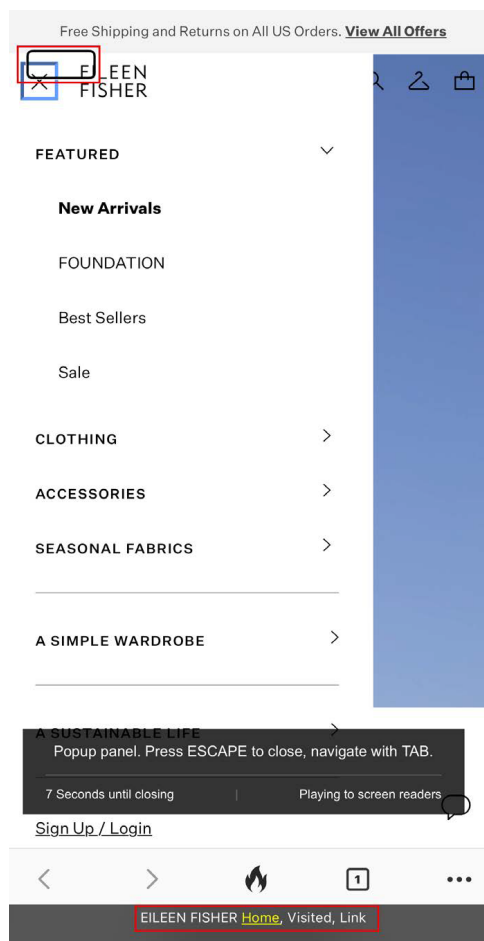 Free Shipping and Returns on All US Orders. View All Offers
EILEEN
FISHER
FEATURED
New Arrivals
FOUNDATION
Best Sellers
Sale
CLOTHING
ACCESSORIES
SEASONAL FABRICS
A SIMPLE WARDROBE
A SUSTAINABLE LIFE
Popup panel. Press ESCAPE to close, navigate with TAB.
7 Seconds until closing | Playing to screen readers
Sign Up / Login
1
EILEEN FISHER Home, Visited, Link